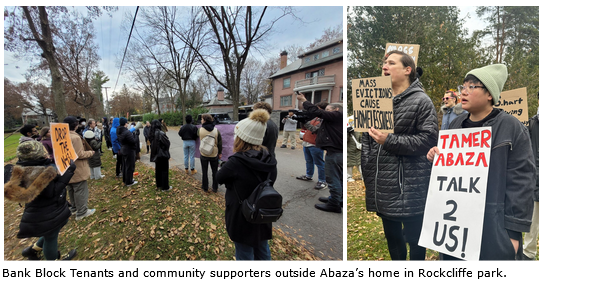 DROP
THE N
MASS
EVICTIONS
CAUSE
HOMELESSNESS!
TAMER
ABAZA
TALK
2
US!
Bank Block Tenants and community supporters outside Abaza’s home in Rockcliffe park.